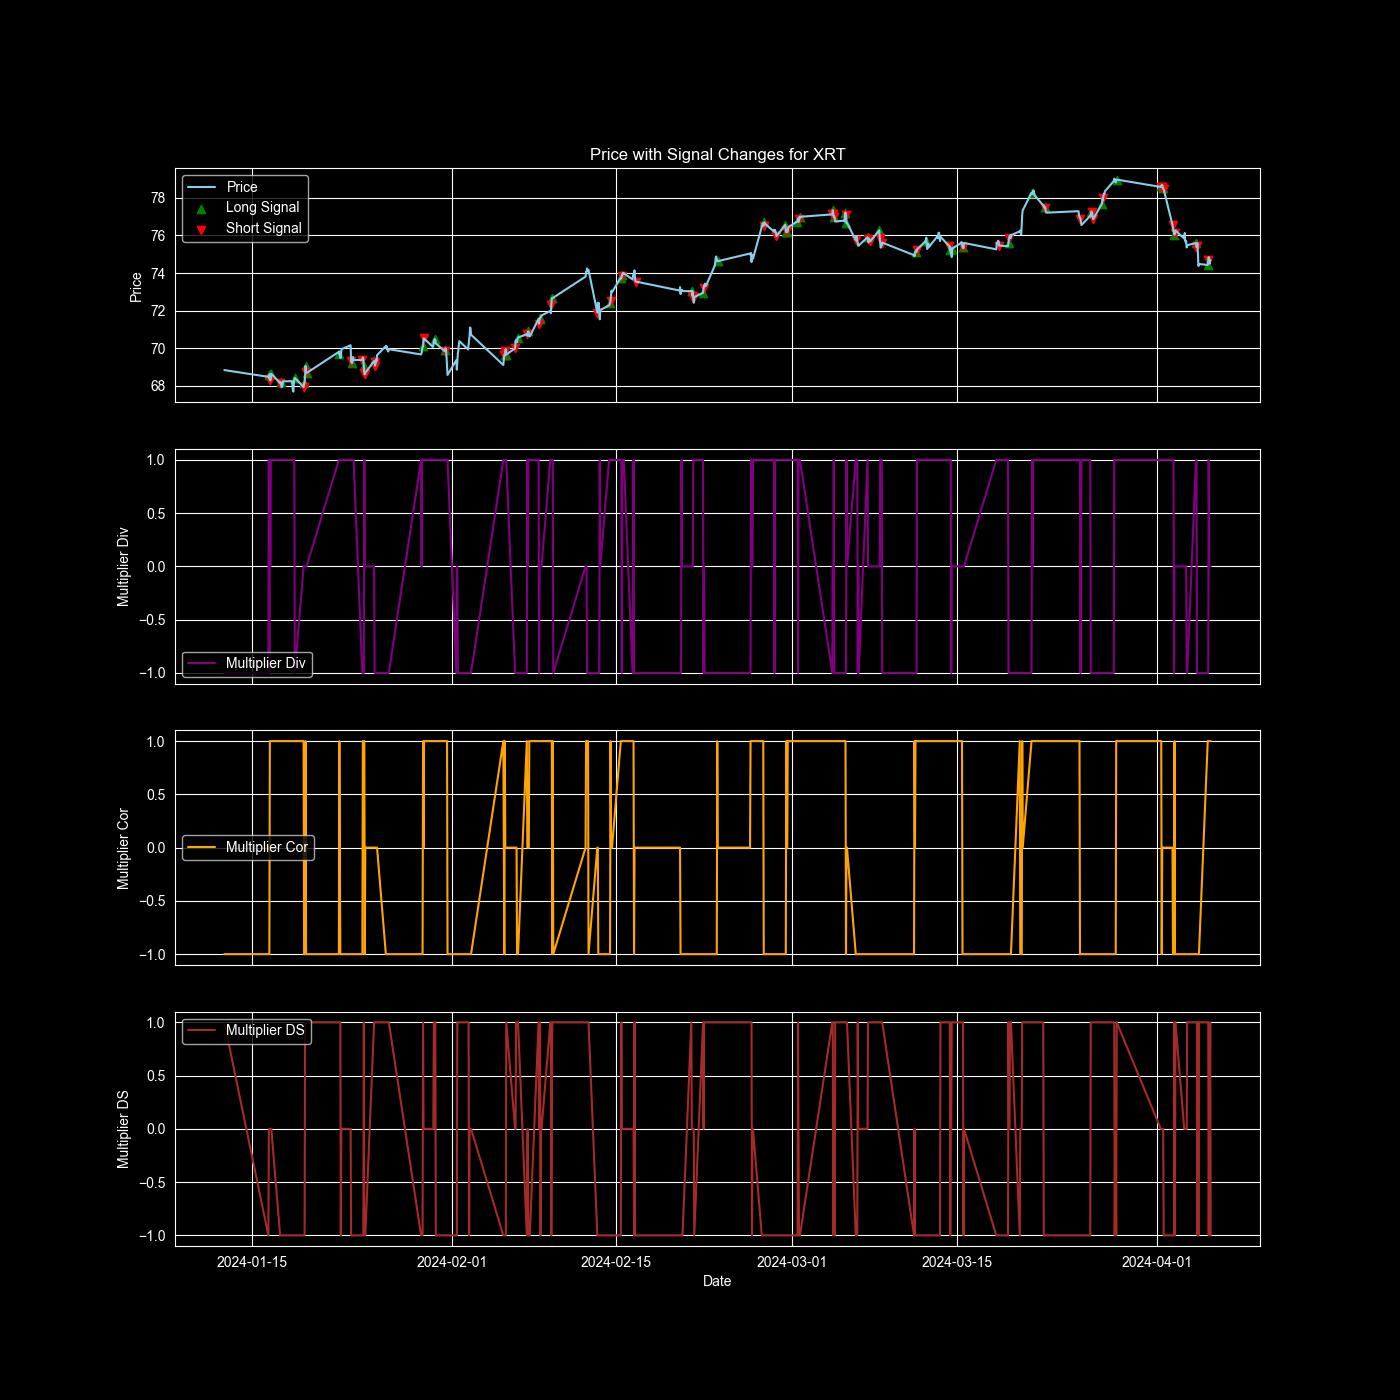 Price with Signal Changes for XRT
Price
Long Signal
Short Signal
78
76
74
72
70
68
Price
1.0
0.5
0.0
−0.5
−1.0
Multiplier Div
Multiplier Div
1.0
0.5
0.0
−0.5
−1.0
Multiplier Cor
Multiplier Cor
1.0
0.5
0.0
−0.5
−1.0
Multiplier DS
Multiplier DS
2024-01-15 2024-02-01 2024-02-15 2024-03-01 2024-03-15 2024-04-01
Date